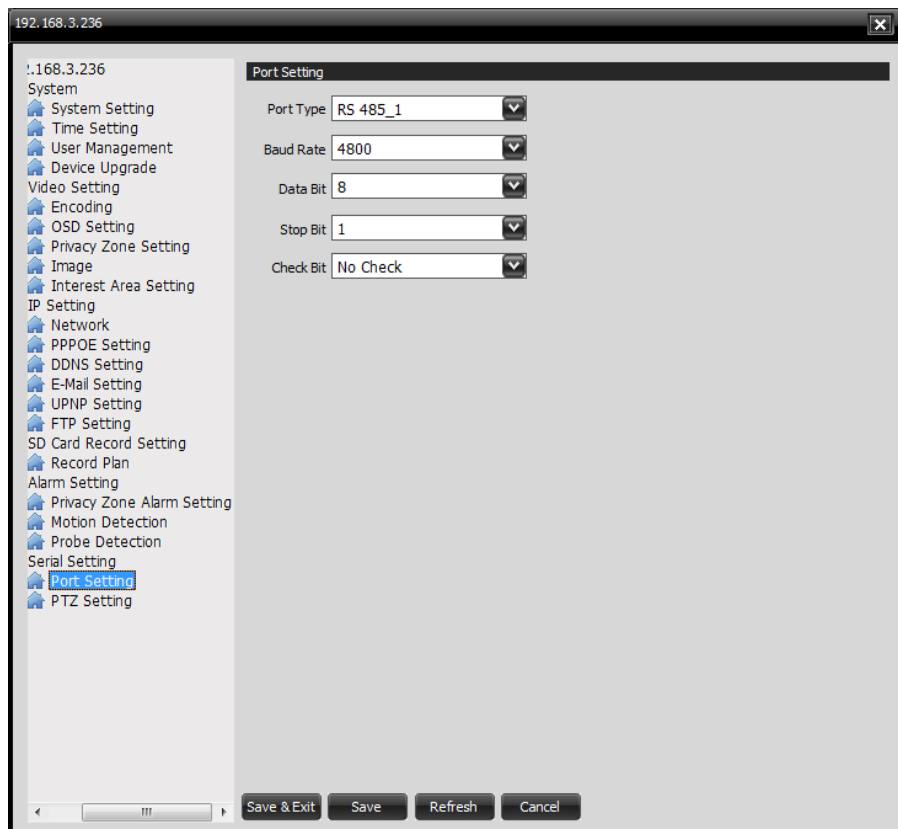 192.168.3.236
.168.3.236
System
System Setting
Time Setting
User Management
Device Upgrade
Video Setting
Encoding
OSD Setting
Privacy Zone Setting
Image
Interest Area Setting
IP Setting
Network
PPPOE Setting
DDNS Setting
E-Mail Setting
UPNP Setting
FTP Setting
SD Card Record Setting
Record Plan
Alarm Setting
Privacy Zone Alarm Setting
Motion Detection
Probe Detection
Serial Setting
Port Setting
PTZ Setting
Port Setting
Port Type RS 485_1
Baud Rate 4800
Data Bit 8
Stop Bit 1
Check Bit No Check
Save & Exit Save Refresh Cancel